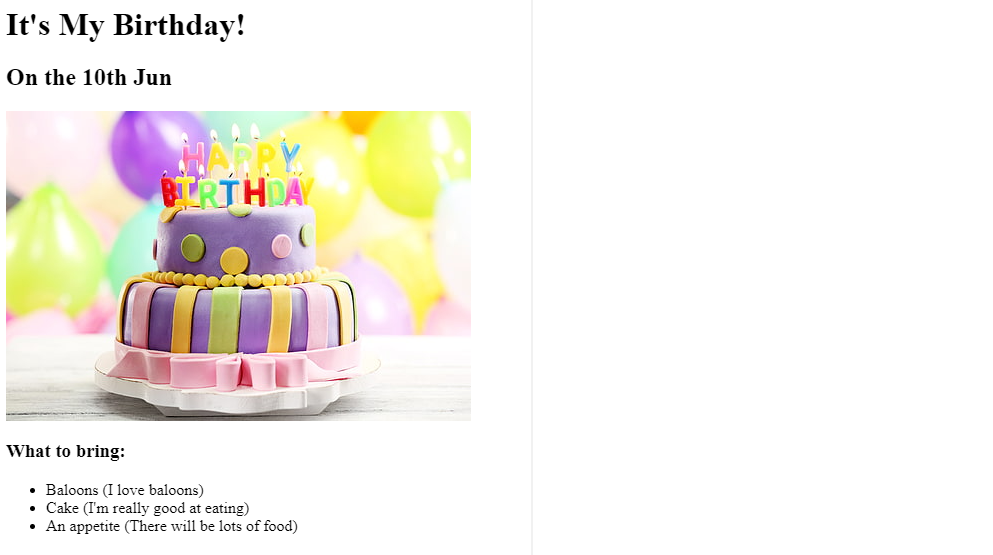 It's My Birthday!
On the 10th Jun
HAPPY
BIRTHDAY
What to bring:
Baloons (I love baloons)
Cake (I'm really good at eating)
An appetite (There will be lots of food)